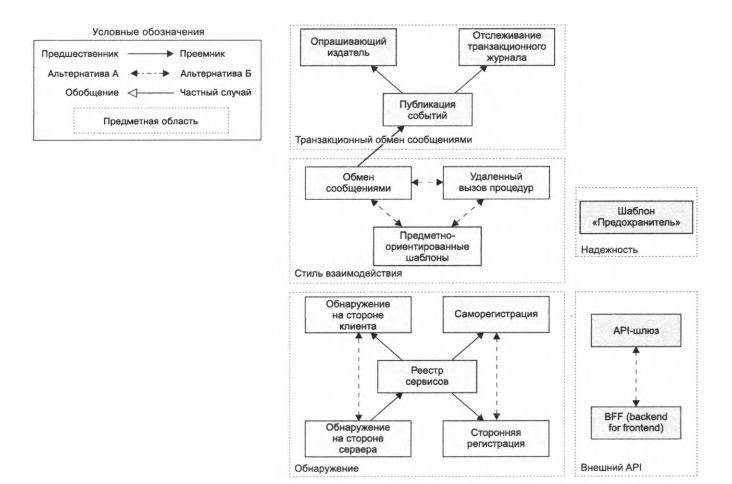 Условные обозначения
Предшественник
Преемник
Альтернатива А
Альтернатива Б
Обобщение
Частный случай
Предметная область
Опрашивающий
издатель
Отслеживание
транзакционного
журнала
Публикация
событий
Транзакционный обмен сообщениями
Обмен
сообщениями
Удаленный
вызов процедур
Предметно-
ориентированные
шаблоны
Стиль взаимодействия
Шаблон
«Предохранитель»
Надежность
Обнаружение
на стороне
клиента
Саморегистрация
Реестр
сервисов
Обнаружение
на стороне
сервера
Сторонняя
регистрация
Обнаружение
API-шлюз
BFF (backend
for frontend)
Внешний API